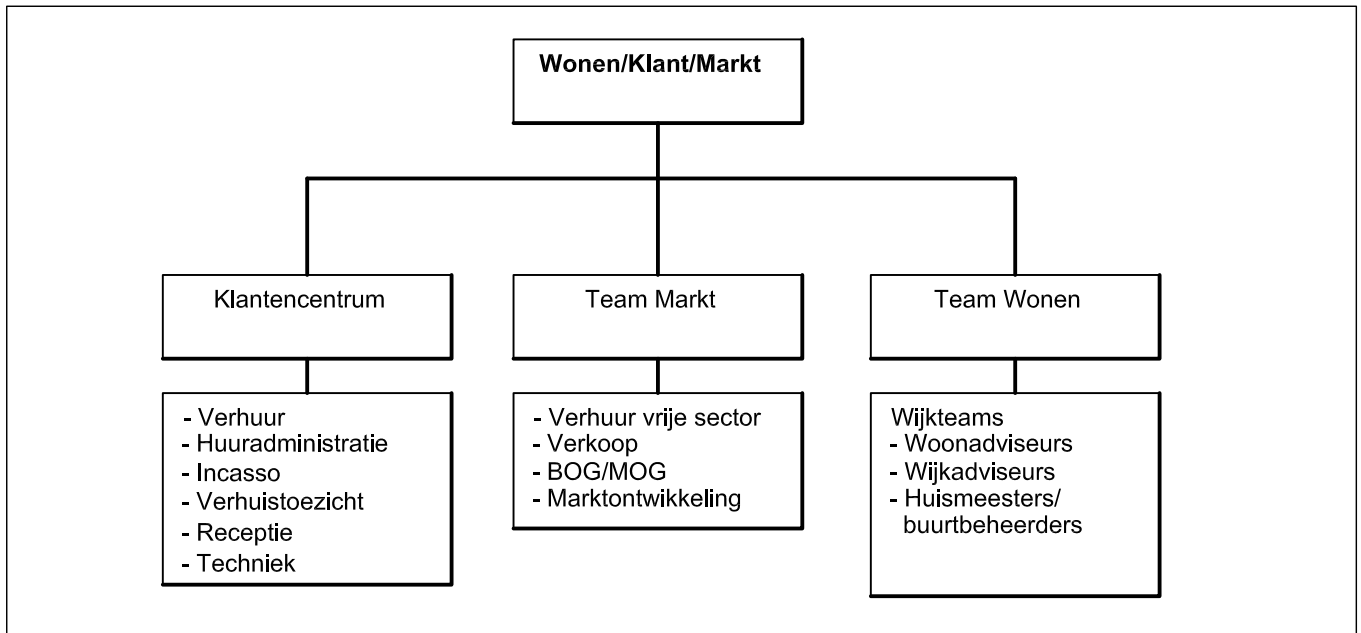 Wonen/Klant/Markt
Klantencentrum
Team Markt
Team Wonen
- Verhuur
- Huuradministratie
- Incasso
- Verhuistoezicht
- Receptie
- Techniek
- Verhuur vrije sector
- Verkoop
- BOG/MOG
- Marktontwikkeling
Wijkteams
- Woonadviseurs
- Wijkadviseurs
- Huismeesters/
buurtbeheerders